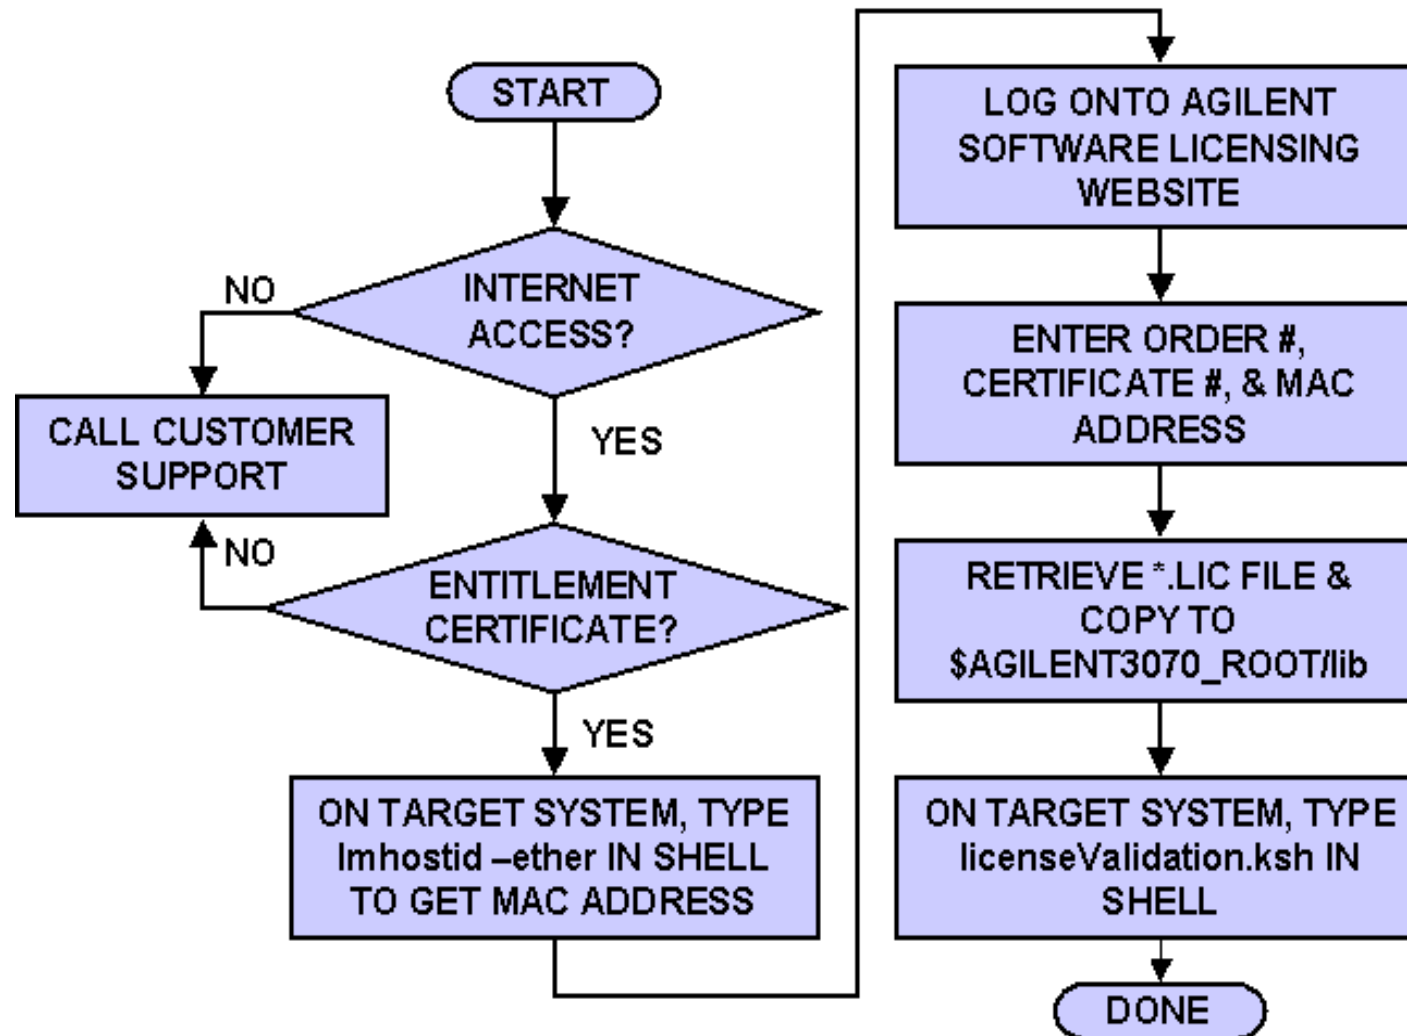 START
INTERNET
ACCESS?
NO
CALL CUSTOMER
SUPPORT
YES
NO
ENTITLEMENT
CERTIFICATE?
YES
ON TARGET SYSTEM, TYPE
lmhostid –ether IN SHELL
TO GET MAC ADDRESS
LOG ONTO AGILENT
SOFTWARE LICENSING
WEBSITE
ENTER ORDER #,
CERTIFICATE #, & MAC
ADDRESS
RETRIEVE *.LIC FILE &
COPY TO
$AGILENT3070_ROOT/lib
ON TARGET SYSTEM, TYPE
licenseValidation.ksh IN
SHELL
DONE